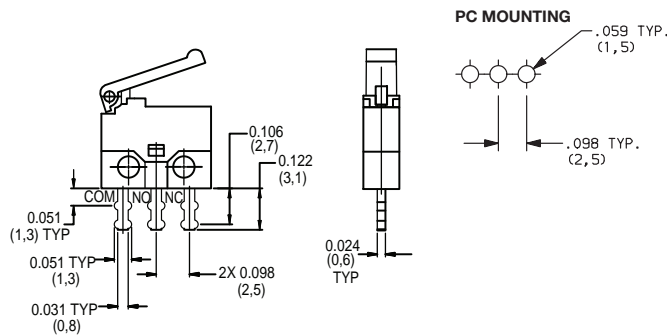 PC MOUNTING
.059 TYP.
(1,5)
.098 TYP.
(2,5)
0.106
(2,7)
0.122
(3,1)
COM NO NC
0.051
(1,3) TYP
0.051 TYP
(1,3)
2X 0.098
(2,5)
0.031 TYP
(0,8)
0.024
(0,6)
TYP